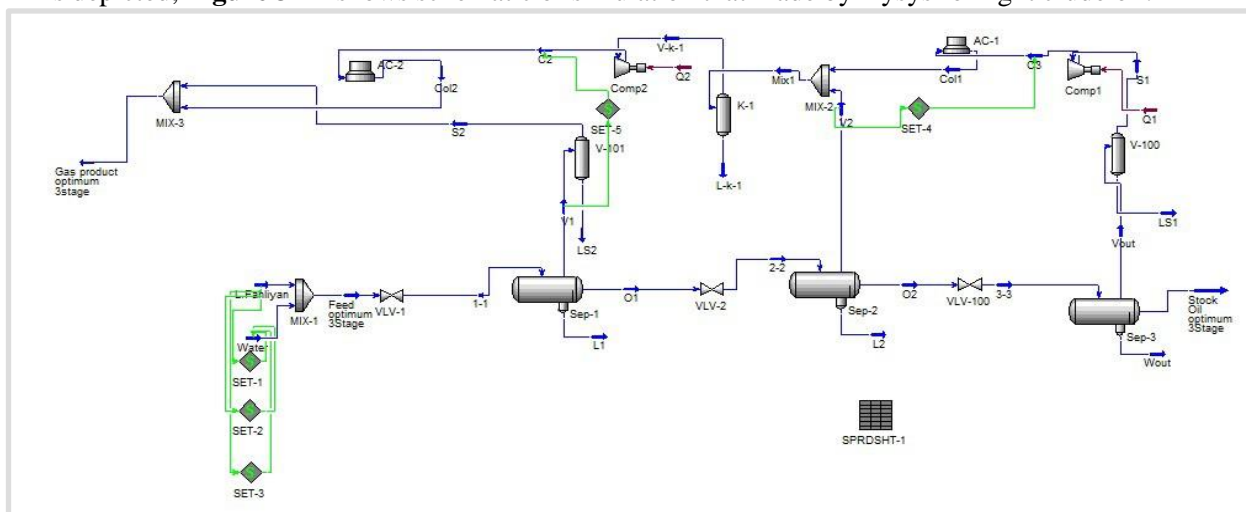 AC-2
Col2
C2
V-k-1
Comp2
Q2
AC-1
Mix1
MIX-2
Col1
C3
Comp1
S1
Q1
MIX-3
S2
SET-5
K-1
V2
SET-4
V-100
V-101
Gas product
optimum
3stage
L-k-1
V1
LS2
LS1
Vout
L.Fahliyan
MIX-1
Feed
optimum
3Stage
VLV-1
1-1
Sep-1
O1
VLV-2
2-2
Sep-2
O2
VLV-100
3-3
Sep-3
Stock
Oil
optimum
3Stage
Water
L1
L2
Wout
SET-1
SET-2
SET-3
SPRDSHT-1